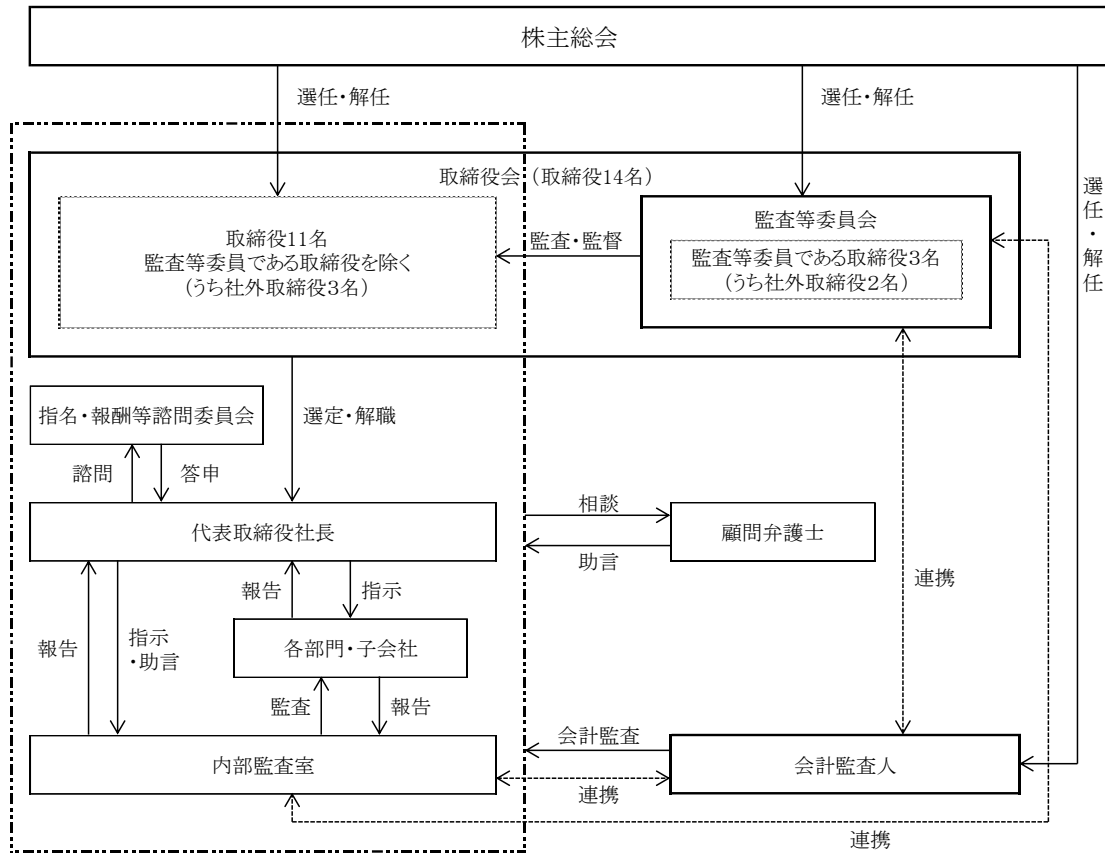 株主総会
選任・解任
選任・解任
選任・解任
取締役会（取締役14名）
取締役11名
監査等委員である取締役を除く
（うち社外取締役3名）
監査・監督
監査等委員会
監査等委員である取締役3名
（うち社外取締役2名）
指名・報酬等諮問委員会
選定・解職
諮問
答申
代表取締役社長
相談
助言
顧問弁護士
連携
報告
指示
・助言
報告
指示
各部門・子会社
監査
報告
内部監査室
会計監査
連携
会計監査人
連携